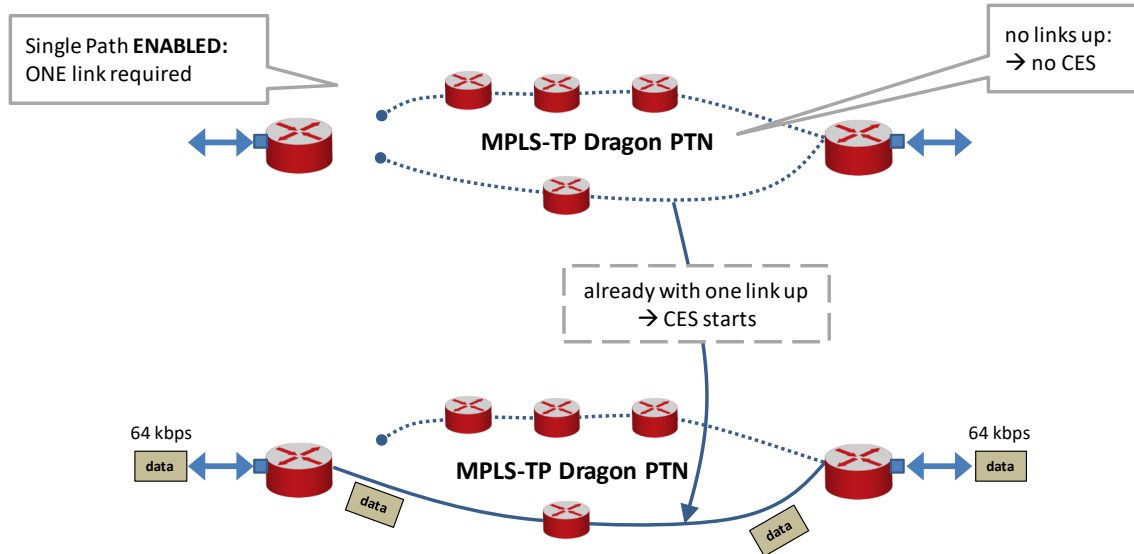 Single Path ENABLED:
ONE link required
no links up:
→ no CES
MPLS-TP Dragon PTN
already with one link up
→ CES starts
64 kbps
data
64 kbps
data
MPLS-TP Dragon PTN
data
data